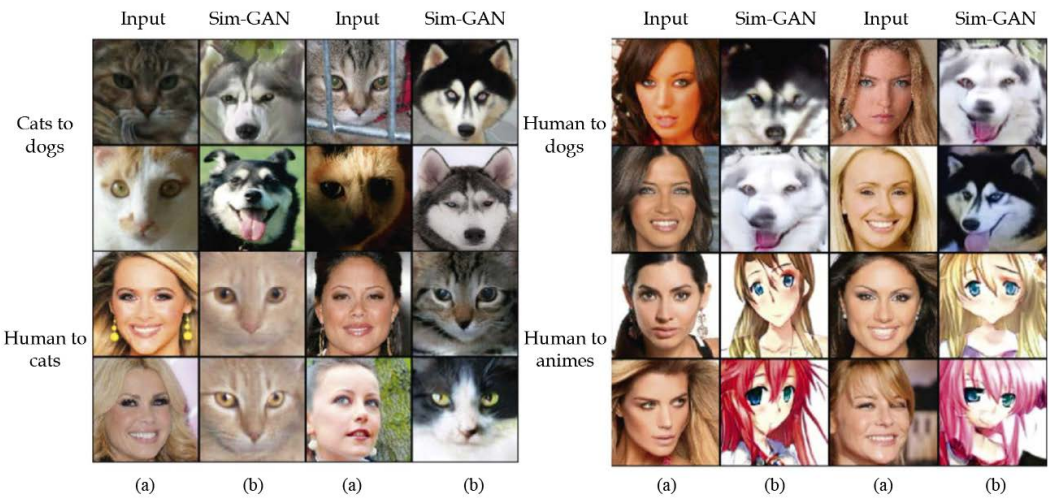 Input Sim-GAN Input Sim-GAN
Input Sim-GAN Input Sim-GAN
Cats to
dogs
Human to
dogs
Human to
cats
Human to
animes
(a) (b) (a) (b)
(a) (b) (a) (b)